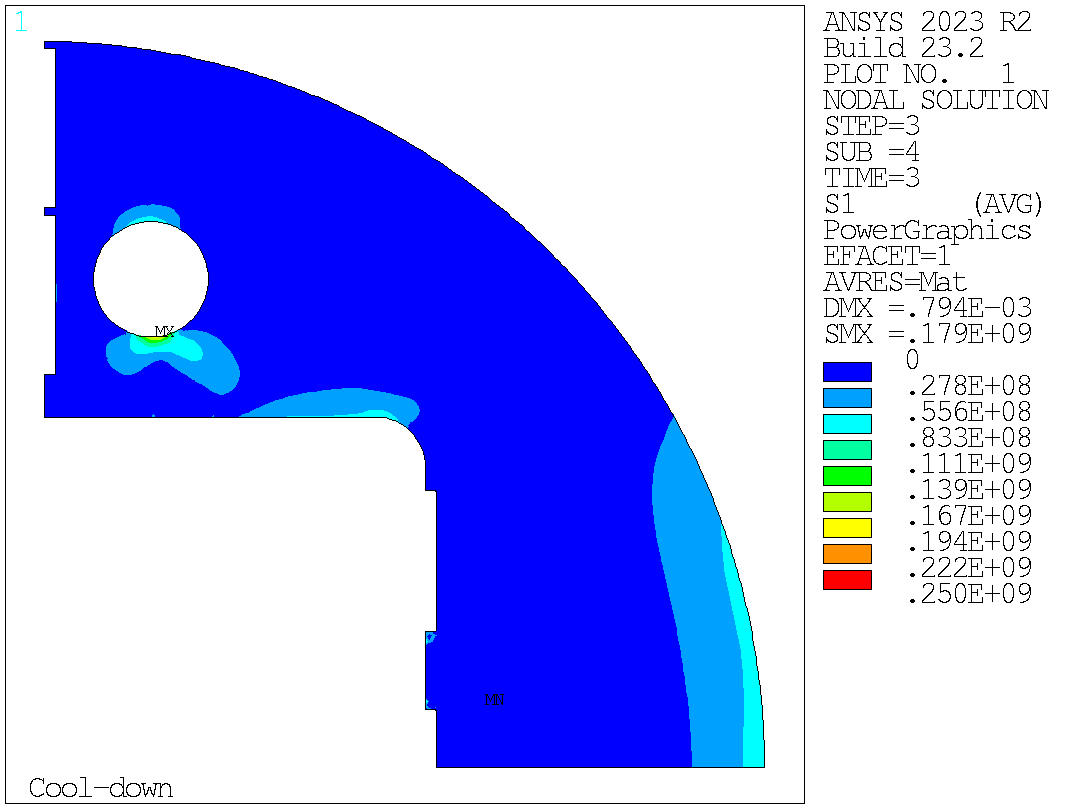 1
ANSYS 2023 R2
Build 23.2
PLOT NO.   1
NODAL SOLUTION
STEP=3
SUB =4
TIME=3
S1       (AVG)
PowerGraphics
EFACET=1
AVRES=Mat
DMX =.794E-03
SMX =.179E+09
0
.278E+08
.556E+08
.833E+08
.111E+09
.139E+09
.167E+09
.194E+09
.222E+09
.250E+09
MX
MN
Cool-down